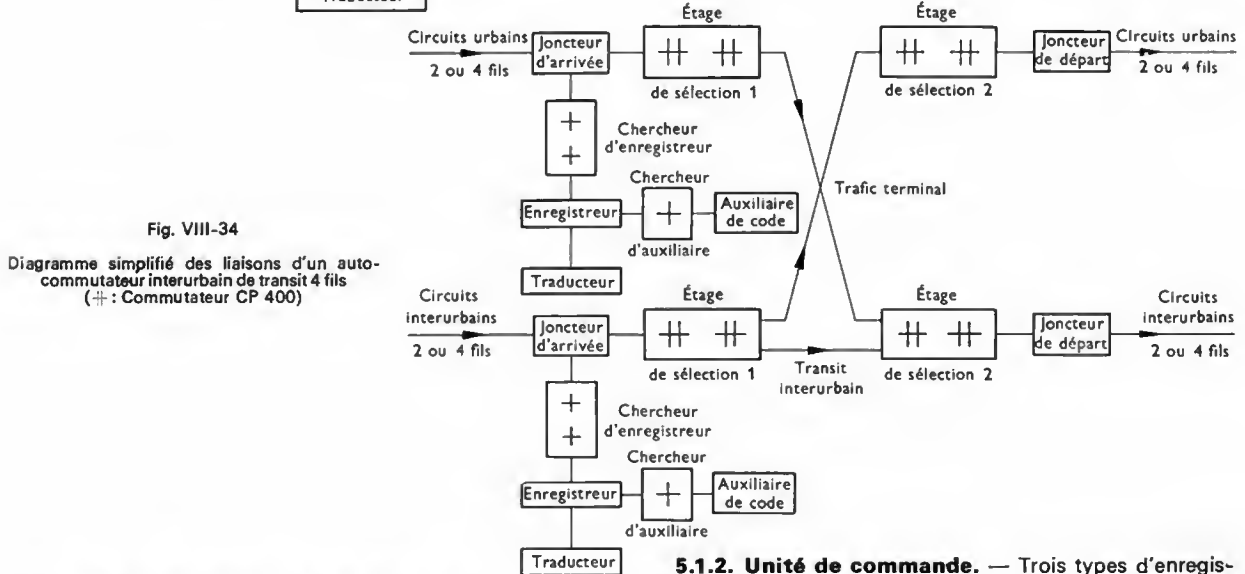 Traducteur
Étage
Étage
Circuits urbains
Joncteur
d'arrivée
2 ou 4 fils
de sélection 1
de sélection 2
Joncteur
de départ
Circuits urbains
2 ou 4 fils
Chercheur
d'enregistreur
Chercheur
Trafic terminal
Enregistreur
Auxiliaire
de code
d'auxiliaire
Traducteur
Fig. VIII-34
Diagramme simplifié des liaisons d'un auto-
commutateur interurbain de transit 4 fils
(⧺ : Commutateur CP 400)
Étage
Étage
Circuits
interurbains
2 ou 4 fils
Joncteur
d'arrivée
de sélection 1
Transit
interurbain
de sélection 2
Joncteur
de départ
Circuits
interurbains
2 ou 4 fils
Chercheur
d'enregistreur
Chercheur
Enregistreur
Auxiliaire
de code
d'auxiliaire
Traducteur
5.1.2. Unité de commande. — Trois types d'enregis-